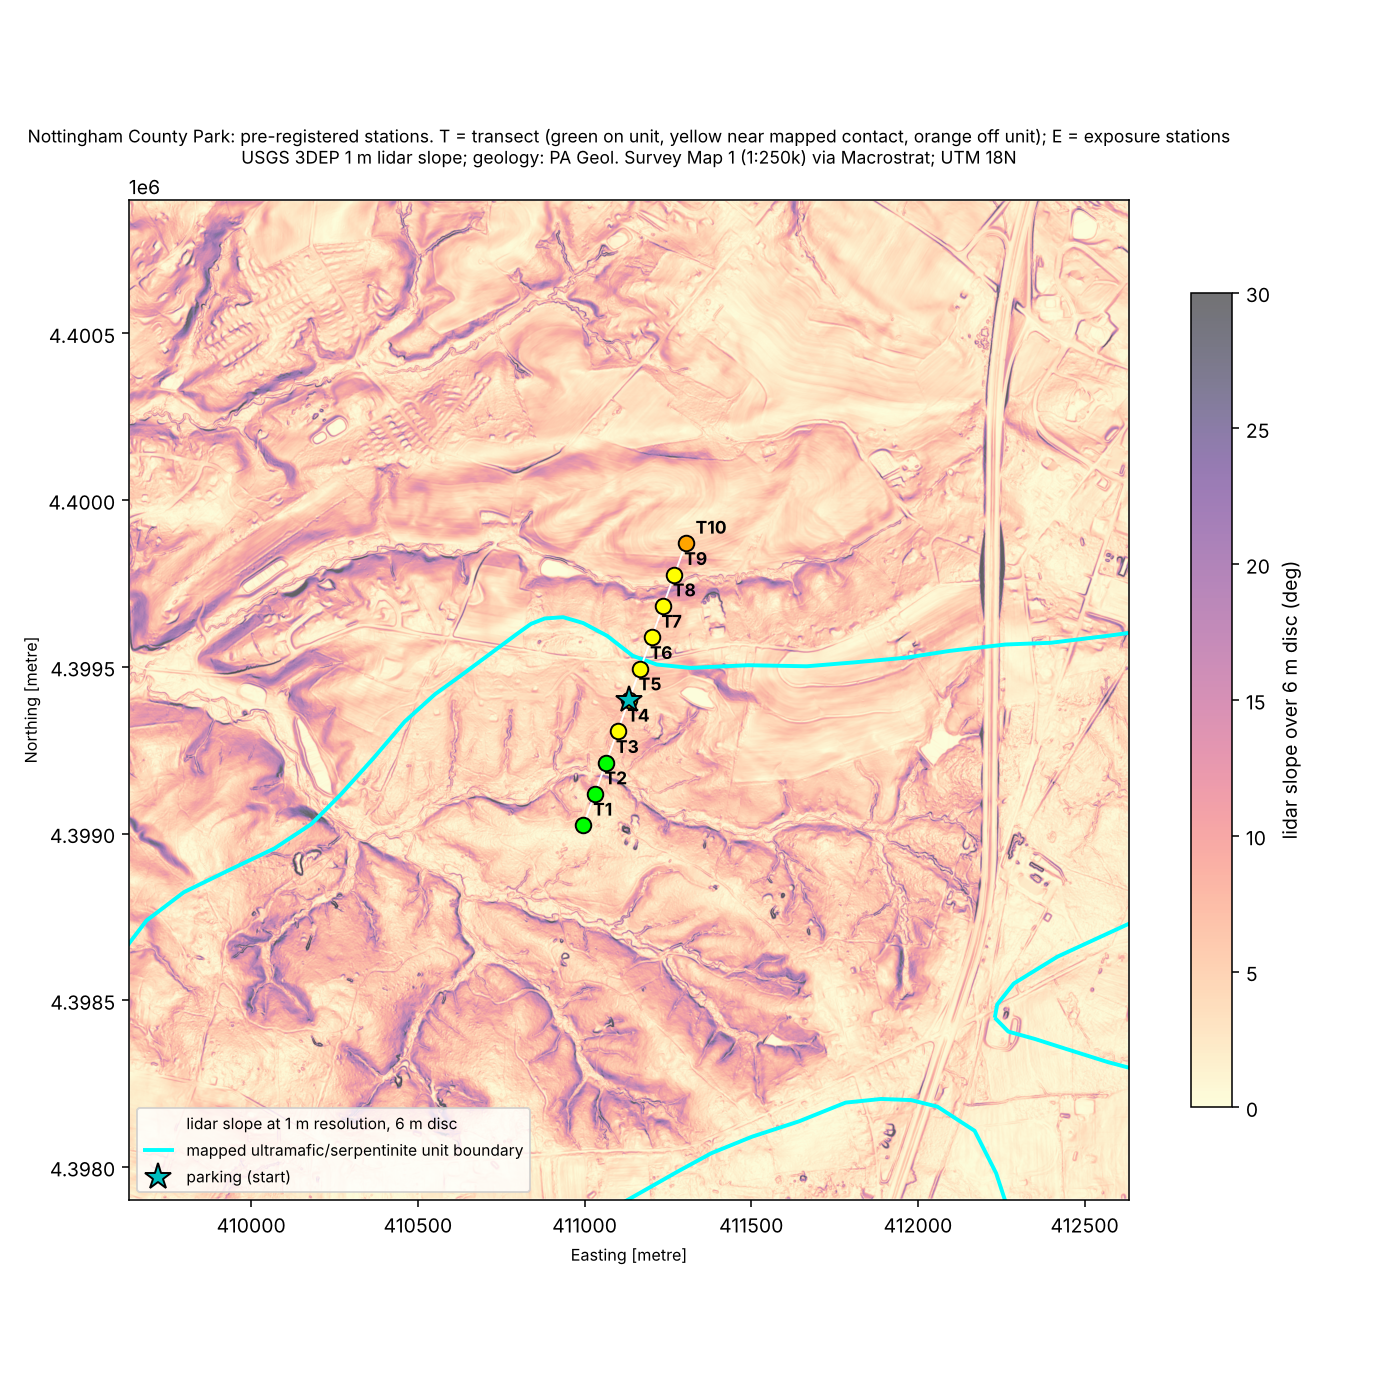 Nottingham County Park: pre-registered stations. T = transect (green on unit, yellow near mapped contact, orange off unit); E = exposure stations
USGS 3DEP 1 m lidar slope; geology: PA Geol. Survey Map 1 (1:250k) via Macrostrat; UTM 18N
1e6
4.4005
4.4000
4.3995
4.3990
4.3985
4.3980
Northing [metre]
T10
T9
T8
T7
T6
T5
T4
T3
T2
T1
lidar slope at 1 m resolution, 6 m disc
mapped ultramafic/serpentinite unit boundary
parking (start)
410000
410500
411000
411500
412000
412500
Easting [metre]
30
25
20
15
10
5
0
lidar slope over 6 m disc (deg)